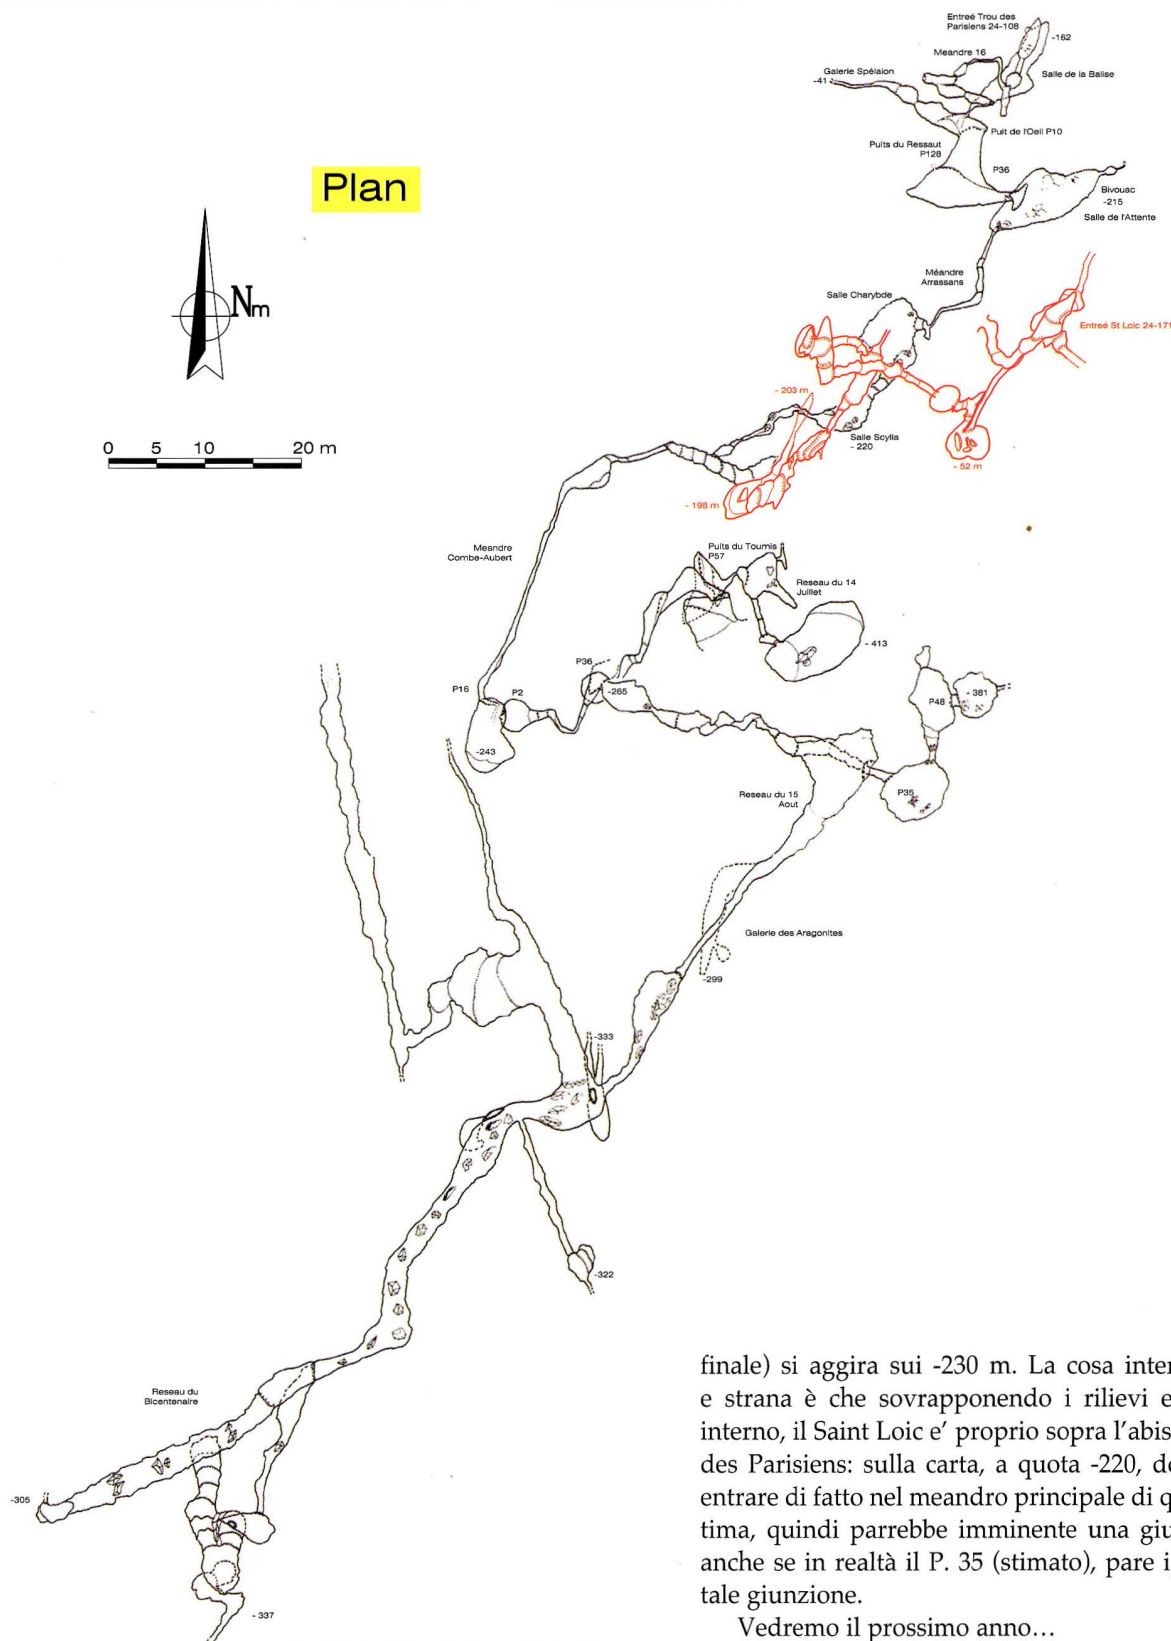 Entreé Trou des
Parisiens 24-108
-162
Meandre 16
Galerie Spélaion
-41
Salle de la Balise
Puit de l'Oeil P10
Puits du Ressaut
P128
P36
Plan
Bivouac
-215
Salle de l'Attente
Méandre
Arrassans
Nm
Salle Charybde
Entreé St Loic 24-171
- 203 m
0 5 10 20 m
Salle Scylla
- 220
- 52 m
- 198 m
Meandre
Combe-Aubert
Puits du Toumis
P57
Reseau du 14
Juillet
- 413
P36
-265
P16
P2
P48
- 381
-243
Reseau du 15
Aout
P35
Galerie des Aragonites
-299
-333
-322
Reseau du
Bicentenaire
-305
- 337
finale) si aggira sui -230 m. La cosa inter
e strana è che sovrapponendo i rilievi e
interno, il Saint Loic e' proprio sopra l'abis
des Parisiens: sulla carta, a quota -220, de
entrare di fatto nel meandro principale di q
tima, quindi parrebbe imminente una giu
anche se in realtà il P. 35 (stimato), pare i
tale giunzione.
Vedremo il prossimo anno…